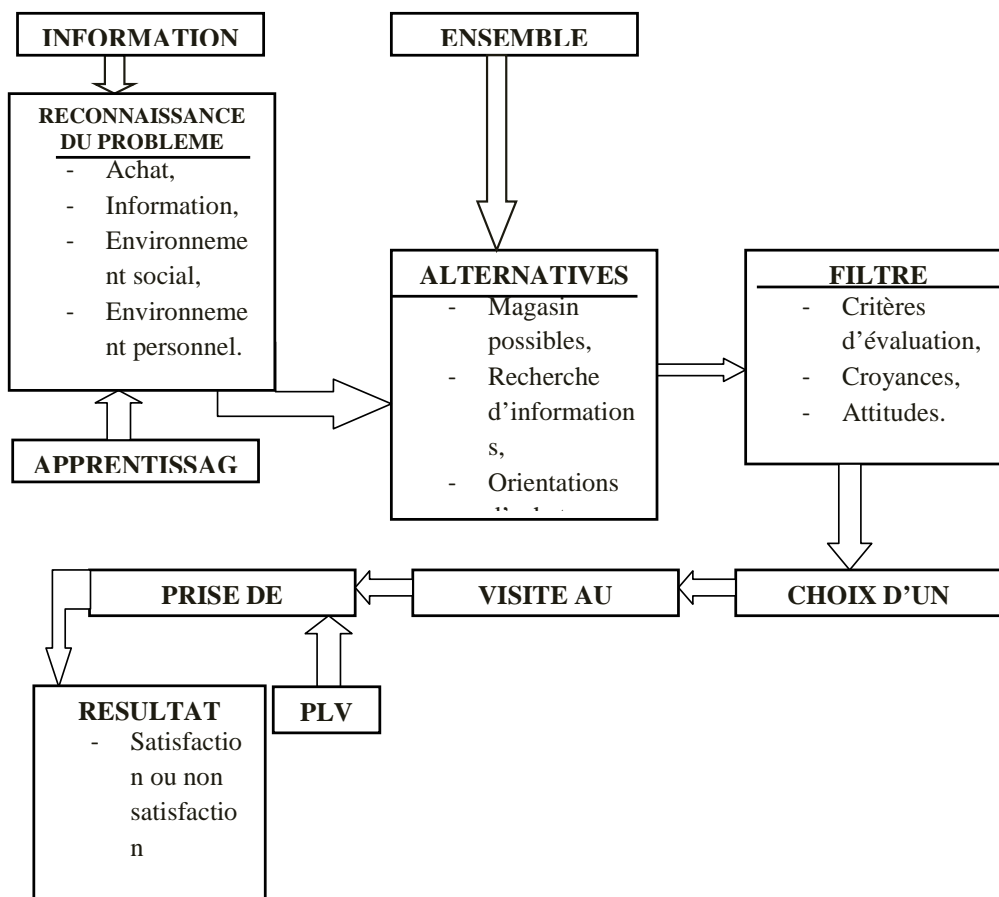 INFORMATION
ENSEMBLE
RECONNAISSANCE
DU PROBLEME
- Achat,
- Information,
- Environneme
nt social,
- Environneme
nt personnel.
APPRENTISSAG
ALTERNATIVES
- Magasin
possibles,
- Recherche
d’information
s,
- Orientations
FILTRE
- Critères
d’évaluation,
- Croyances,
- Attitudes.
PRISE DE
VISITE AU
CHOIX D'UN
RESULTAT
- Satisfactio
n ou non
satisfactio
n
PLV